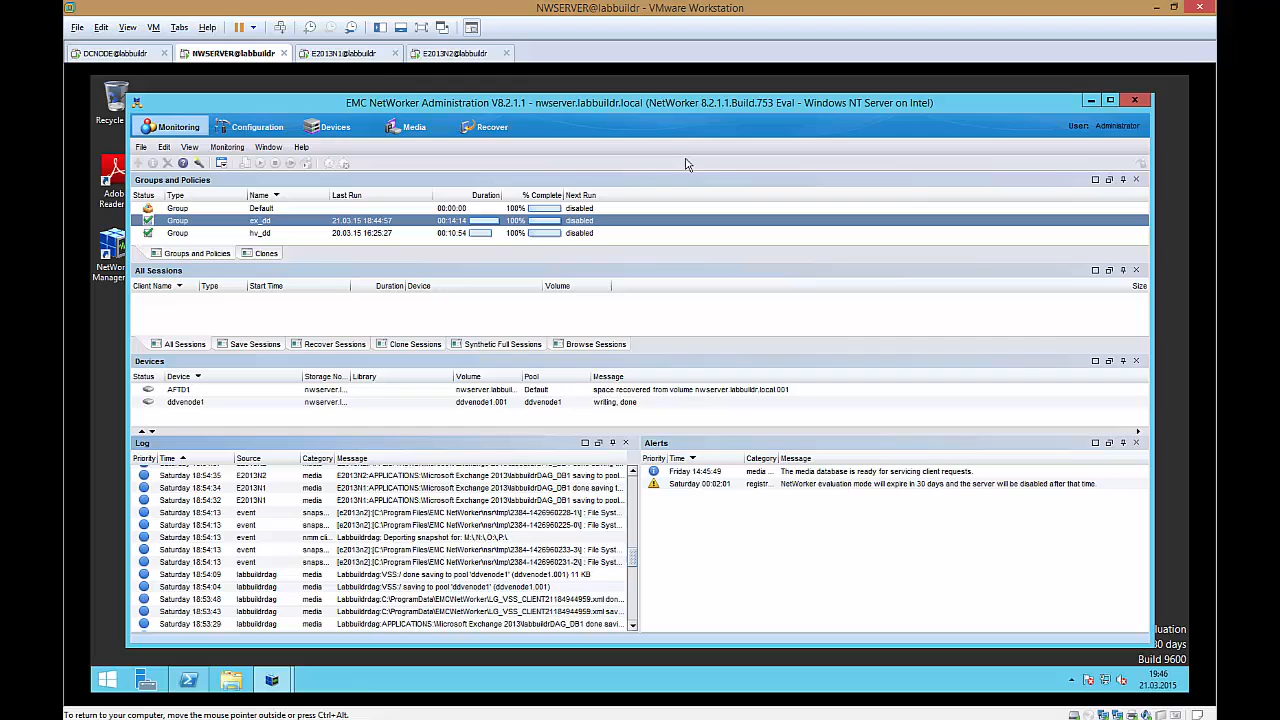 NWSERVER@labbuildr - VMware Workstation
File Edit View VM Tabs Help
DCNODE@labbuildr NWSERVER@labbuildr E2013N1@labbuildr E2013N2@labbuildr
Recycle
Adob
Reader
NetWor
Manager
EMC NetWorker Administration V8.2.1.1 - nwserver.labbuildr.local (NetWorker 8.2.1.1.Build.753 Eval - Windows NT Server on Intel)
Monitoring Configuration Devices Media Recover User: Administrator
File Edit View Monitoring Window Help
Groups and Policies
Status Type Name Last Run Duration % Complete Next Run
Group Default 00:00:00 100% disabled
Group ex_dd 21.03.15 18:44:57 00:14:14 100% disabled
Group hv_dd 20.03.15 16:25:27 00:10:54 100% disabled
Groups and Policies Clones
All Sessions
Client Name Type Start Time Duration Device Volume Size
All Sessions Save Sessions Recover Sessions Clone Sessions Synthetic Full Sessions Browse Sessions
Devices
Status Device Storage No... Library Volume Pool Message
AFTD1 nwserver.l... nwserver.labbuil... Default space recovered from volume nwserver.labbuildr.local.001
ddvenode1 nwserver.l... ddvenode1.001 ddvenode1 writing, done
Log
Priority Time Source Category Message
Saturday 18:54:35 E2013N2 media E2013N2:APPLICATIONS:\Microsoft Exchange 2013\labbuildrDAG_DB1 saving to pool...
Saturday 18:54:34 E2013N1 media E2013N1:APPLICATIONS:\Microsoft Exchange 2013\labbuildrDAG_DB1 done saving...
Saturday 18:54:32 E2013N1 media E2013N1:APPLICATIONS:\Microsoft Exchange 2013\labbuildrDAG_DB1 saving to pool...
Saturday 18:54:13 event snaps... [e2013n2]:[C:\Program Files\EMC NetWorker\nsr\tmp\2384-1426960228-1\] : File Syst...
Saturday 18:54:13 event snaps... [e2013n2]:[C:\Program Files\EMC NetWorker\nsr\tmp\2384-1426960225-0\] : File Syst...
Saturday 18:54:13 event nmm cli... Labbuildrdag: Deporting snapshot for: M:\;N:\;O:\;P:\;
Saturday 18:54:13 event snaps... [e2013n2]:[C:\Program Files\EMC NetWorker\nsr\tmp\2384-1426960233-3\] : File Syst...
Saturday 18:54:13 event snaps... [e2013n2]:[C:\Program Files\EMC NetWorker\nsr\tmp\2384-1426960231-2\] : File Syst...
Saturday 18:54:09 labbuildrdag media Labbuildrdag:VSS:/ done saving to pool 'ddvenode1' (ddvenode1.001) 11 KB
Saturday 18:54:04 labbuildrdag media Labbuildrdag:VSS:/ saving to pool 'ddvenode1' (ddvenode1.001)
Saturday 18:53:48 labbuildrdag media Labbuildrdag:C:\ProgramData\EMC\NetWorker\LG_VSS_CLIENT21184944959.xml don...
Saturday 18:53:43 labbuildrdag media Labbuildrdag:C:\ProgramData\EMC\NetWorker\LG_VSS_CLIENT21184944959.xml savi...
Saturday 18:53:29 labbuildrdag media Labbuildrdag:APPLICATIONS:\Microsoft Exchange 2013\labbuildrDAG_DB1 done savi...
Alerts
Priority Time Category Message
Friday 14:45:49 media ... The media database is ready for servicing client requests.
Saturday 00:02:01 registr... NetWorker evaluation mode will expire in 30 days and the server will be disabled after that time.
luation
00 days
Build 9600
19:46
21.03.2015
To return to your computer, move the mouse pointer outside or press Ctrl+Alt.